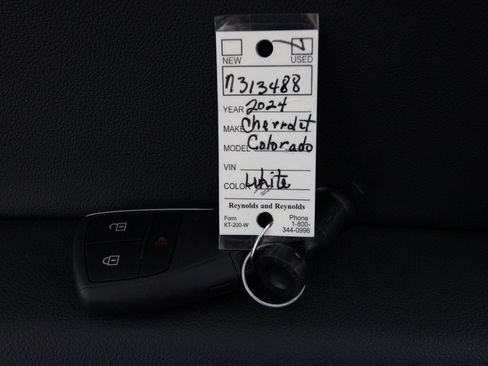 NEW USED
7313488
YEAR 2024
MAKE Chevrolet
MODEL Colorado
VIN
COLOR White
Reynolds and Reynolds
Form
KT-200-W
Phone
1-800-
344-0996